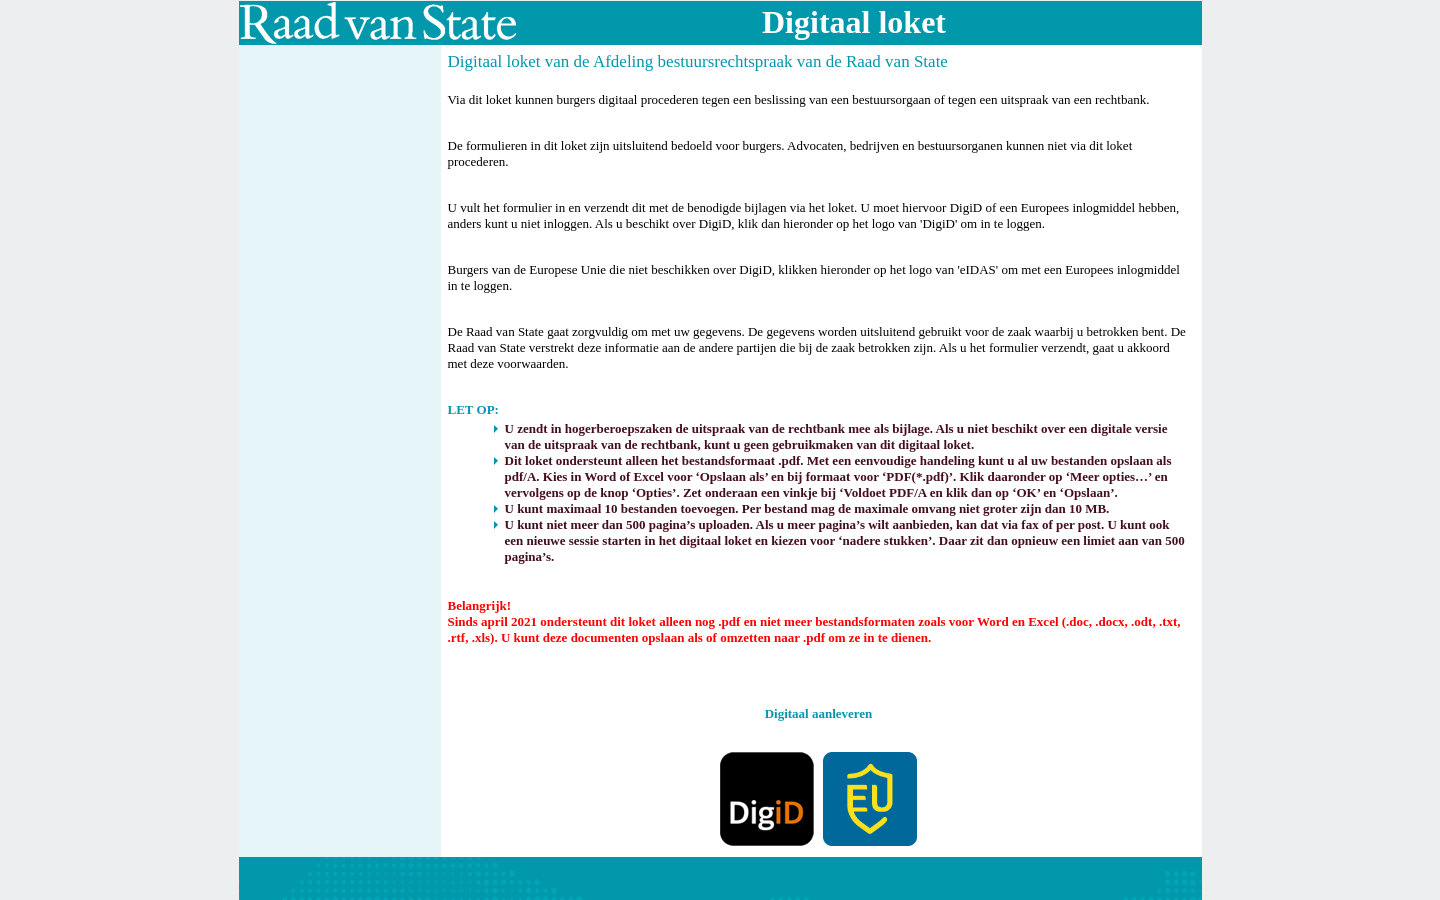 Raad van State
Digitaal loket
Digitaal loket van de Afdeling bestuursrechtspraak van de Raad van State
Via dit loket kunnen burgers digitaal procederen tegen een beslissing van een bestuursorgaan of tegen een uitspraak van een rechtbank.
De formulieren in dit loket zijn uitsluitend bedoeld voor burgers. Advocaten, bedrijven en bestuursorganen kunnen niet via dit loket
procederen.
U vult het formulier in en verzendt dit met de benodigde bijlagen via het loket. U moet hiervoor DigiD of een Europees inlogmiddel hebben,
anders kunt u niet inloggen. Als u beschikt over DigiD, klik dan hieronder op het logo van 'DigiD' om in te loggen.
Burgers van de Europese Unie die niet beschikken over DigiD, klikken hieronder op het logo van 'eIDAS' om met een Europees inlogmiddel
in te loggen.
De Raad van State gaat zorgvuldig om met uw gegevens. De gegevens worden uitsluitend gebruikt voor de zaak waarbij u betrokken bent. De
Raad van State verstrekt deze informatie aan de andere partijen die bij de zaak betrokken zijn. Als u het formulier verzendt, gaat u akkoord
met deze voorwaarden.
LET OP:
U zendt in hogerberoepszaken de uitspraak van de rechtbank mee als bijlage. Als u niet beschikt over een digitale versie
van de uitspraak van de rechtbank, kunt u geen gebruikmaken van dit digitaal loket.
Dit loket ondersteunt alleen het bestandsformaat .pdf. Met een eenvoudige handeling kunt u al uw bestanden opslaan als
pdf/A. Kies in Word of Excel voor ‘Opslaan als’ en bij formaat voor ‘PDF(*.pdf)’. Klik daaronder op ‘Meer opties…’ en
vervolgens op de knop ‘Opties’. Zet onderaan een vinkje bij ‘Voldoet PDF/A en klik dan op ‘OK’ en ‘Opslaan’.
U kunt maximaal 10 bestanden toevoegen. Per bestand mag de maximale omvang niet groter zijn dan 10 MB.
U kunt niet meer dan 500 pagina’s uploaden. Als u meer pagina’s wilt aanbieden, kan dat via fax of per post. U kunt ook
een nieuwe sessie starten in het digitaal loket en kiezen voor ‘nadere stukken’. Daar zit dan opnieuw een limiet aan van 500
pagina’s.
Belangrijk!
Sinds april 2021 ondersteunt dit loket alleen nog .pdf en niet meer bestandsformaten zoals voor Word en Excel (.doc, .docx, .odt, .txt,
.rtf, .xls). U kunt deze documenten opslaan als of omzetten naar .pdf om ze in te dienen.
Digitaal aanleveren
DigiD
EU